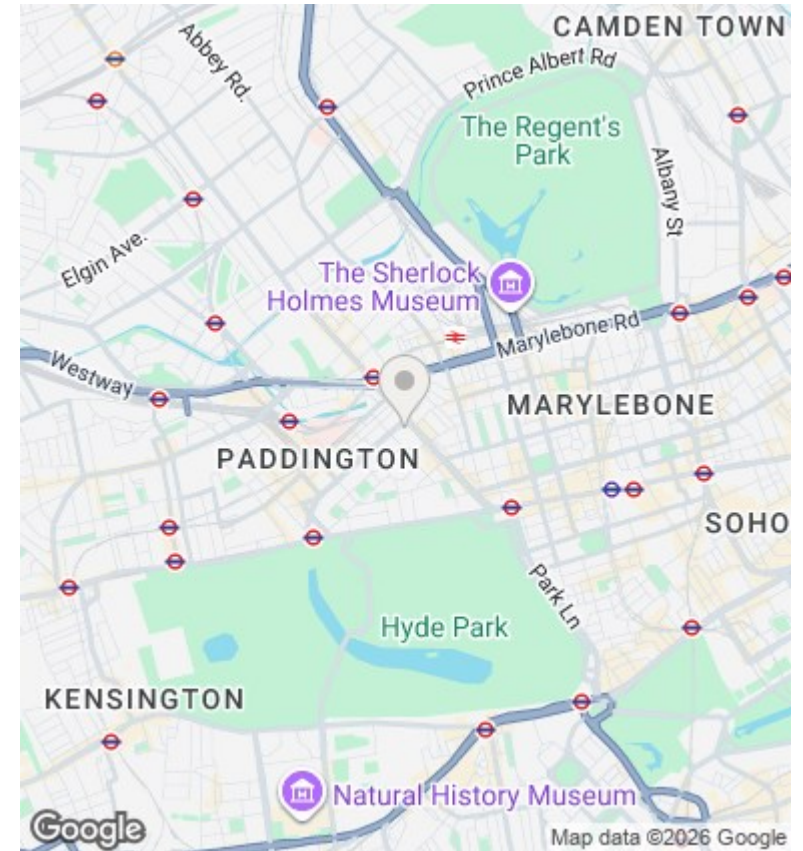 CAMDEN TOWN
Abbey Rd.
Prince Albert Rd
The Regent's
Park
Albany St
Elgin Ave.
The Sherlock
Holmes Museum
Marylebone Rd
Westway
MARYLEBONE
PADDINGTON
SOHO
Park Ln
Hyde Park
KENSINGTON
Natural History Museum
Google
Map data ©2026 Google